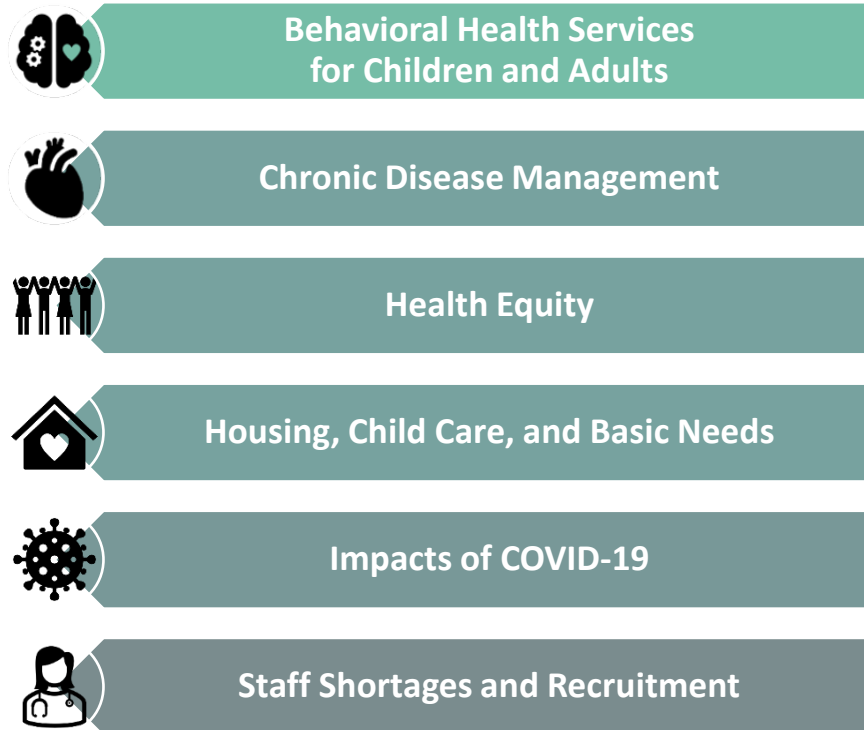 Behavioral Health Services
for Children and Adults
Chronic Disease Management
Health Equity
Housing, Child Care, and Basic Needs
Impacts of COVID-19
Staff Shortages and Recruitment